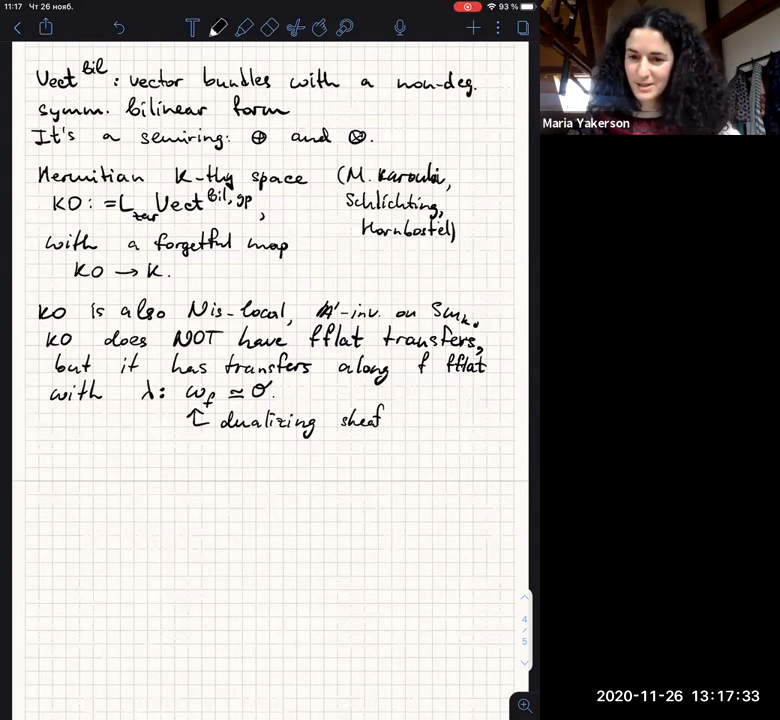 11:17 Чт 26 нояб.
93 %
Vect^Bil : vector bundles with a non-deg.
symm. bilinear form
It's a semiring: ⊕ and ⊗.
Hermitian K-thy space (M. Karoubi,
KO := L_zar Vect^Bil, gp, Schlichting,
Hornbostel)
with a forgetful map
KO → K.
KO is also Nis-local, A¹-inv. on Sm_k.
KO does NOT have fflat transfers,
but it has transfers along f fflat
with λ: ω_f ≃ O.
↑ dualizing sheaf
Maria Yakerson
4
/
5
2020-11-26 13:17:33